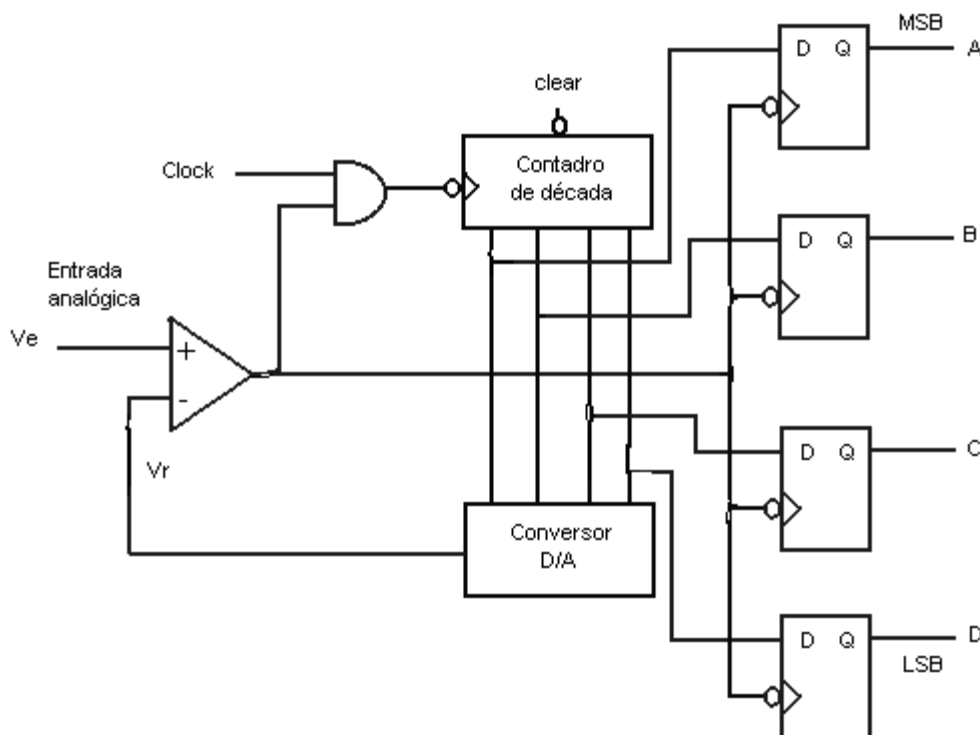 MSB
D Q
A
clear
Contadro
de década
Clock
D Q
B
Entrada
analógica
Ve
+
-
Vr
D Q
C
Conversor
D/A
D Q
D
LSB